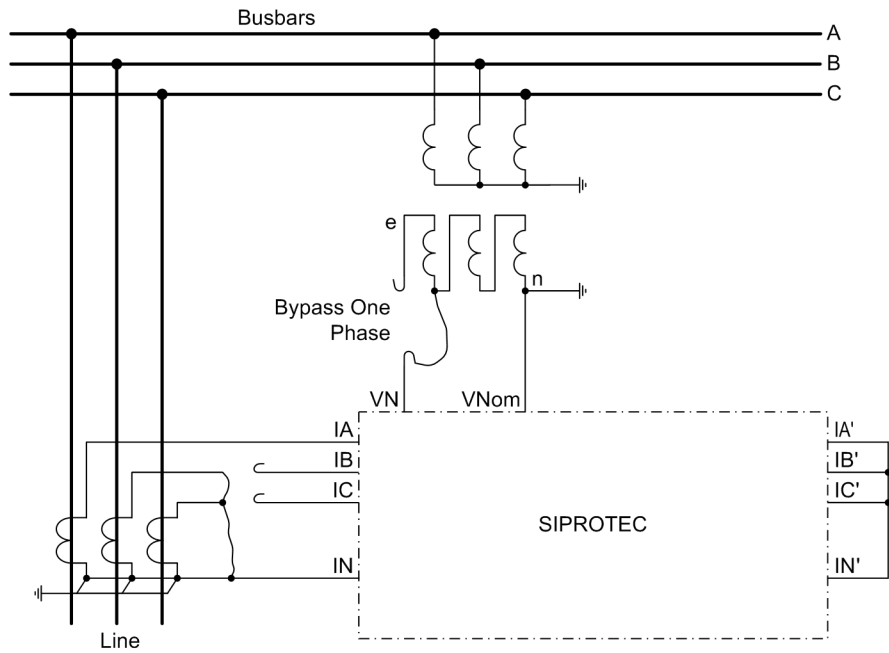 Busbars
A
B
C
e
n
Bypass One
Phase
VN
VNom
IA
IA'
IB
IB'
IC
IC'
SIPROTEC
IN
IN'
Line